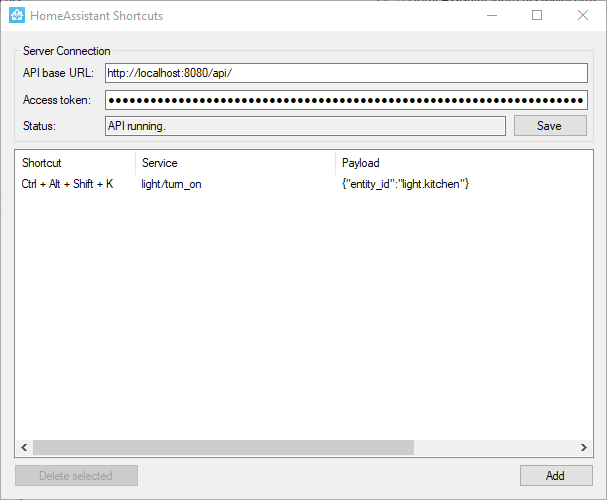 HomeAssistant Shortcuts
Server Connection
API base URL: http://localhost:8080/api/
Access token: ●●●●●●●●●●●●●●●●●●●●●●●●●●●●●●●●●●●●●●●●●●●●●●●●●●●●●●●●●●●●●●●●●●●●
Status: API running. Save
Shortcut Service Payload
Ctrl + Alt + Shift + K light/turn_on {"entity_id":"light.kitchen"}
Delete selected Add